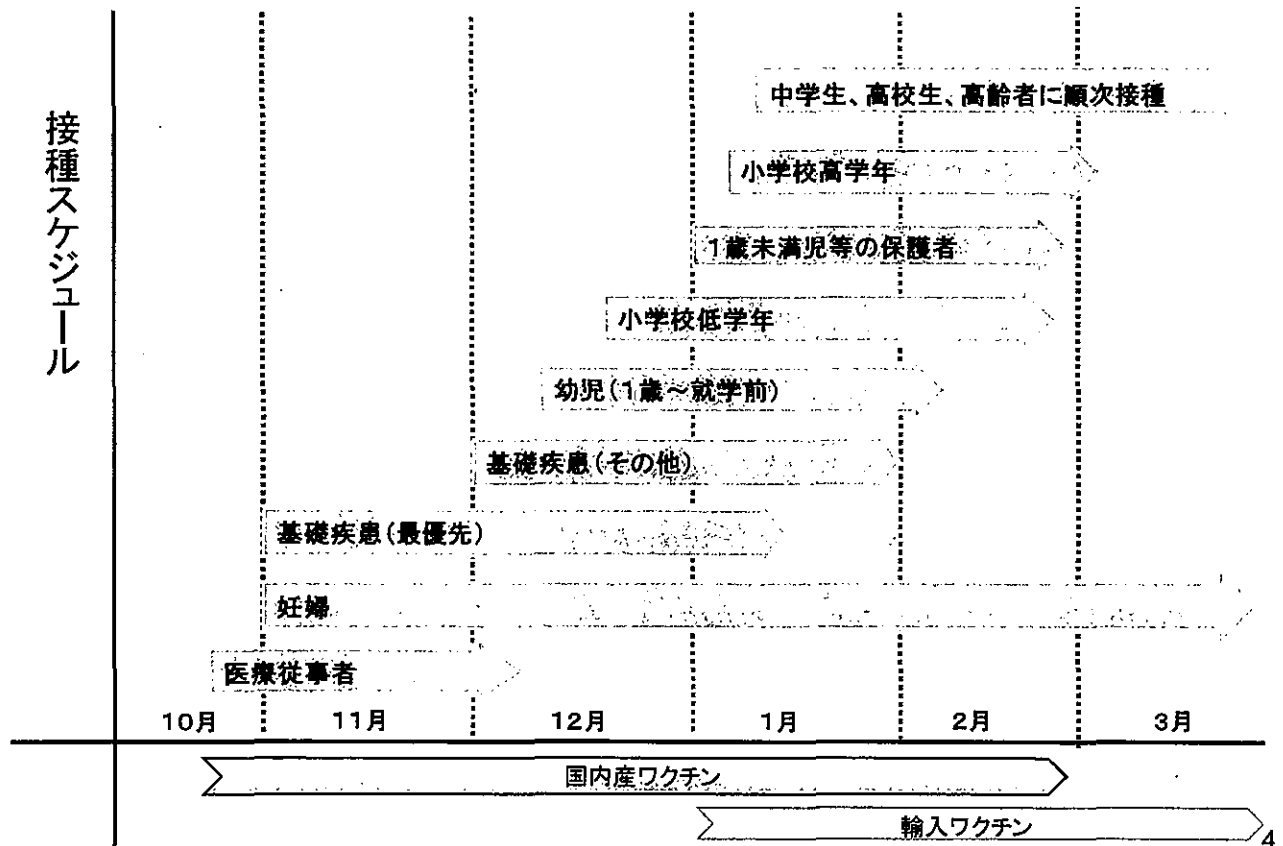 接種スケジュール
中学生、高校生、高齢者に順次接種
小学校高学年
1歳未満児等の保護者
小学校低学年
幼児(1歳～就学前)
基礎疾患(その他)
基礎疾患(最優先)
妊婦
医療従事者
10月 11月 12月 1月 2月 3月
国内産ワクチン
輸入ワクチン
4